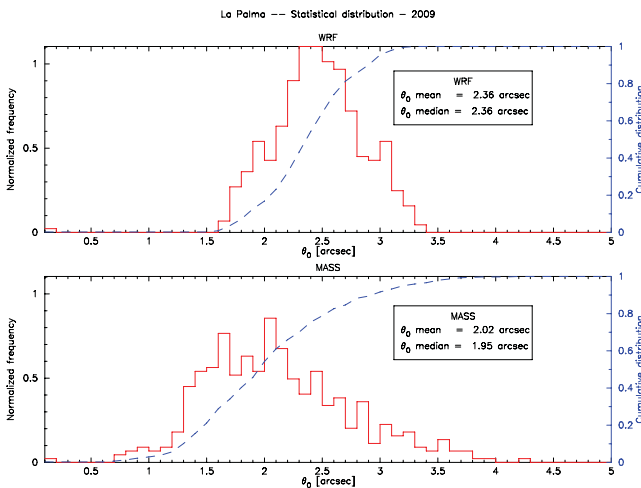 La Palma -- Statistical distribution - 2009
WRF
Normalized frequency
Cumulative distribution
1
0.5
0
1
0.8
0.6
0.4
0.2
0
WRF
θ0 mean = 2.36 arcsec
θ0 median = 2.36 arcsec
0.5 1 1.5 2 2.5 3 3.5 4 4.5 5
θ0 [arcsec]
MASS
Normalized frequency
Cumulative distribution
1
0.5
0
1
0.8
0.6
0.4
0.2
0
MASS
θ0 mean = 2.02 arcsec
θ0 median = 1.95 arcsec
0.5 1 1.5 2 2.5 3 3.5 4 4.5 5
θ0 [arcsec]